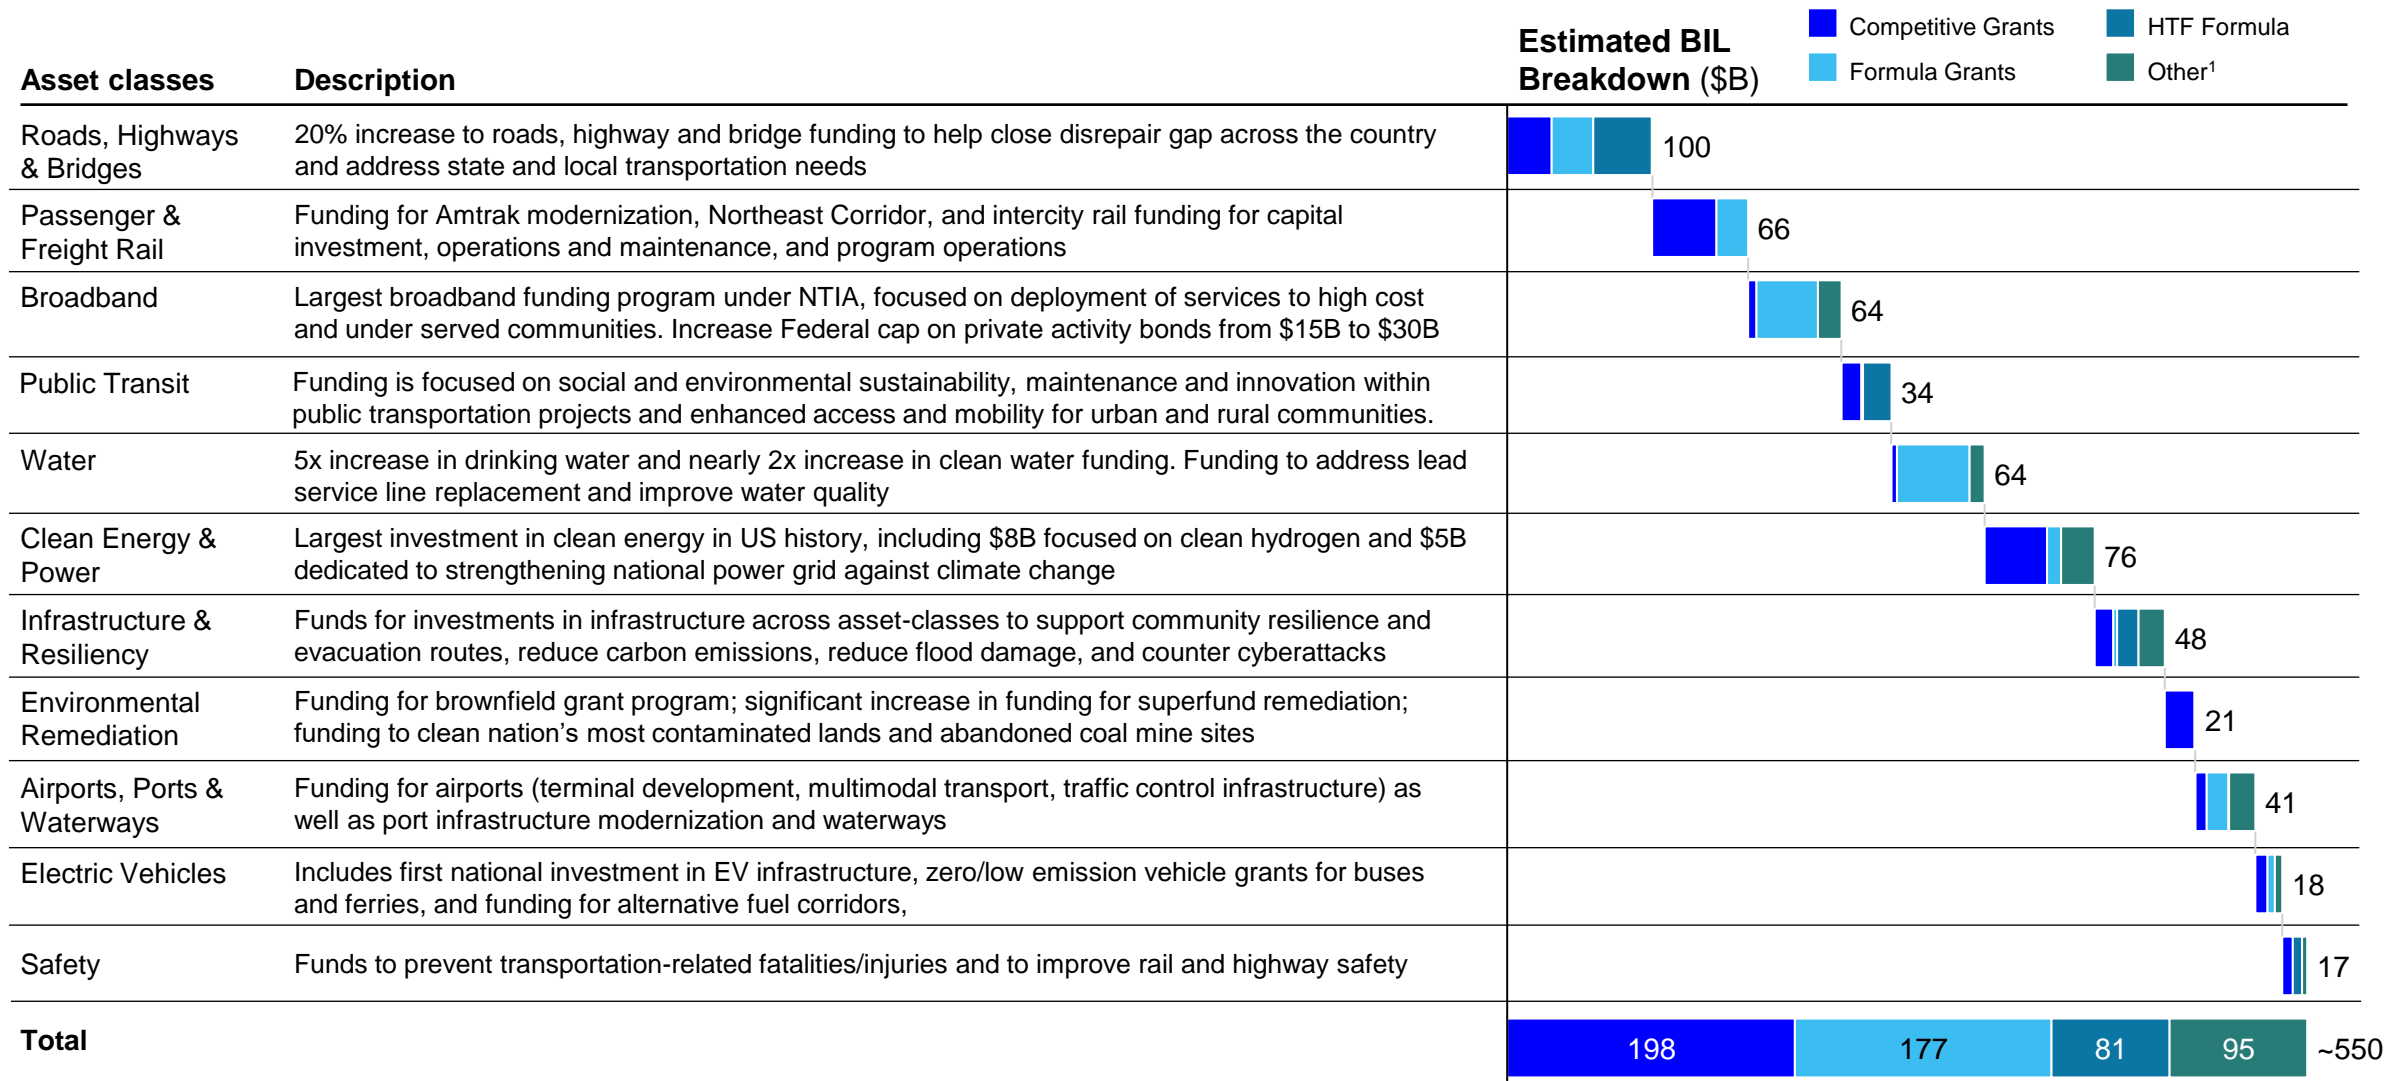 Asset classes
Description
Estimated BIL
Breakdown ($B)
Competitive Grants
HTF Formula
Formula Grants
Other¹
Roads, Highways
& Bridges
20% increase to roads, highway and bridge funding to help close disrepair gap across the country
and address state and local transportation needs
100
Passenger &
Freight Rail
Funding for Amtrak modernization, Northeast Corridor, and intercity rail funding for capital
investment, operations and maintenance, and program operations
66
Broadband
Largest broadband funding program under NTIA, focused on deployment of services to high cost
and under served communities. Increase Federal cap on private activity bonds from $15B to $30B
64
Public Transit
Funding is focused on social and environmental sustainability, maintenance and innovation within
public transportation projects and enhanced access and mobility for urban and rural communities.
34
Water
5x increase in drinking water and nearly 2x increase in clean water funding. Funding to address lead
service line replacement and improve water quality
64
Clean Energy &
Power
Largest investment in clean energy in US history, including $8B focused on clean hydrogen and $5B
dedicated to strengthening national power grid against climate change
76
Infrastructure &
Resiliency
Funds for investments in infrastructure across asset-classes to support community resilience and
evacuation routes, reduce carbon emissions, reduce flood damage, and counter cyberattacks
48
Environmental
Remediation
Funding for brownfield grant program; significant increase in funding for superfund remediation;
funding to clean nation’s most contaminated lands and abandoned coal mine sites
21
Airports, Ports &
Waterways
Funding for airports (terminal development, multimodal transport, traffic control infrastructure) as
well as port infrastructure modernization and waterways
41
Electric Vehicles
Includes first national investment in EV infrastructure, zero/low emission vehicle grants for buses
and ferries, and funding for alternative fuel corridors,
18
Safety
Funds to prevent transportation-related fatalities/injuries and to improve rail and highway safety
17
Total
198
177
81
95
~550